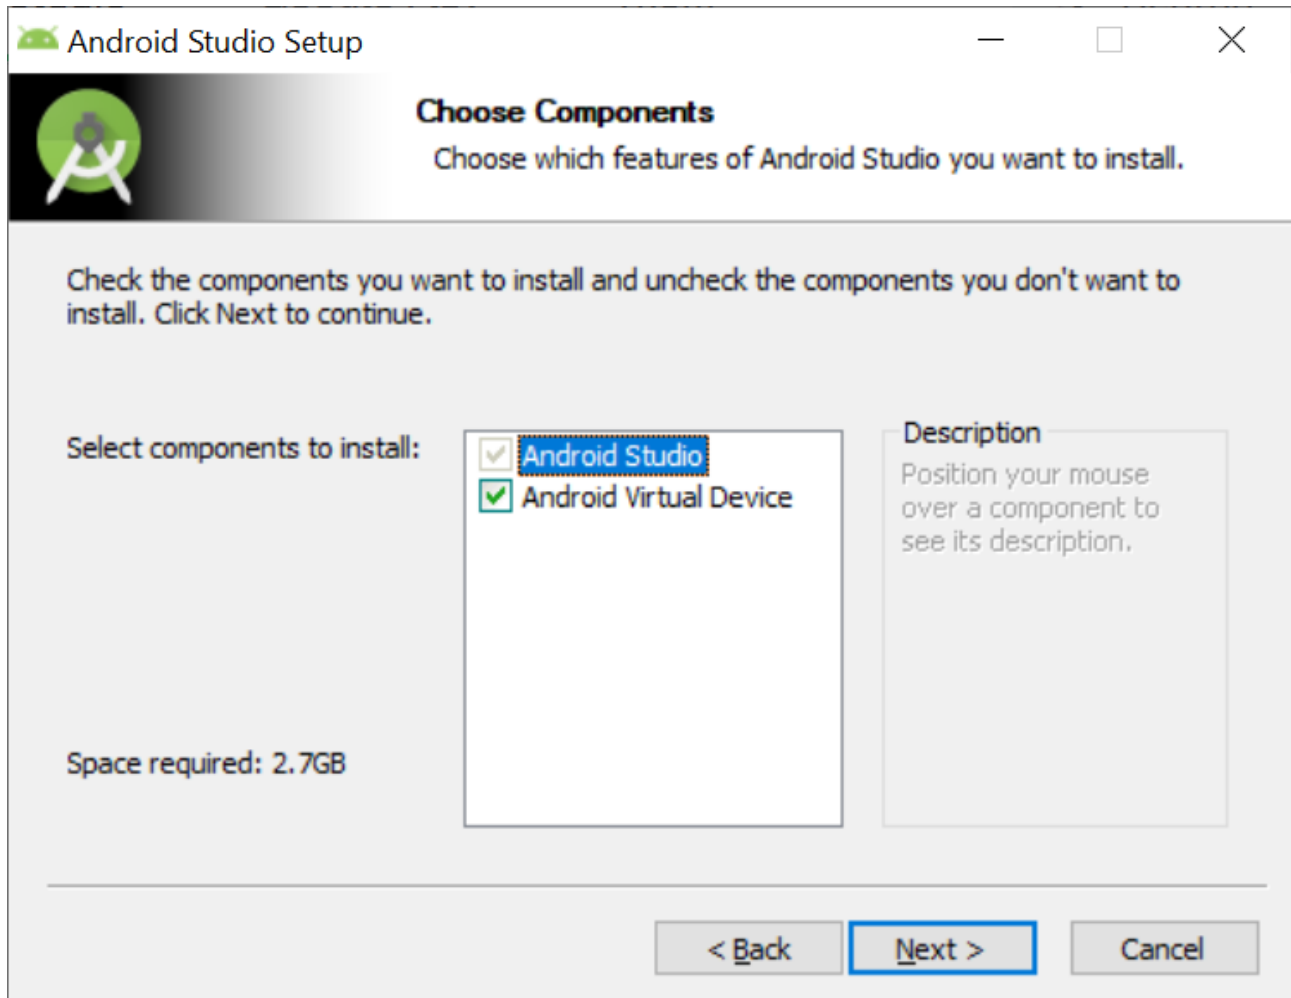 Android Studio Setup
Choose Components
Choose which features of Android Studio you want to install.
Check the components you want to install and uncheck the components you don't want to
install. Click Next to continue.
Select components to install:
Android Studio
Android Virtual Device
Description
Position your mouse
over a component to
see its description.
Space required: 2.7GB
< Back
Next >
Cancel